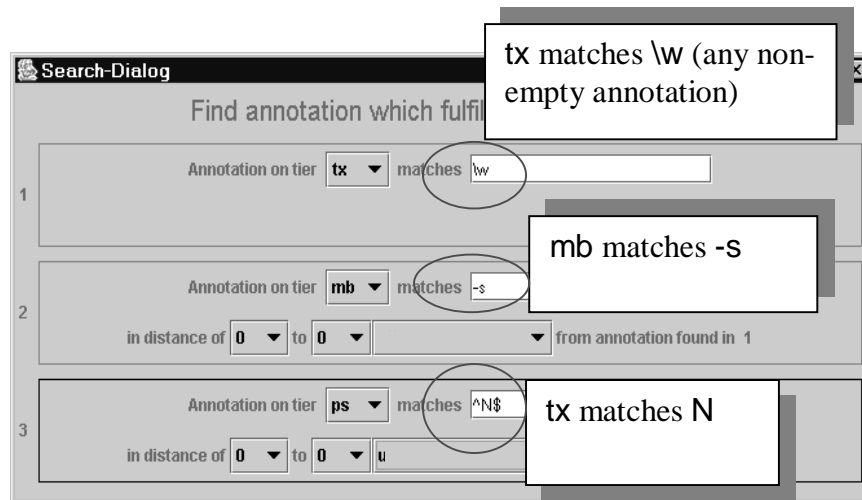 tx matches \w (any non-
empty annotation)
Search-Dialog
Find annotation which fulfil
Annotation on tier tx matches \w
1
mb matches -s
Annotation on tier mb matches -s
2
in distance of 0 to 0 from annotation found in 1
Annotation on tier ps matches ^N$
tx matches N
3
in distance of 0 to 0 u